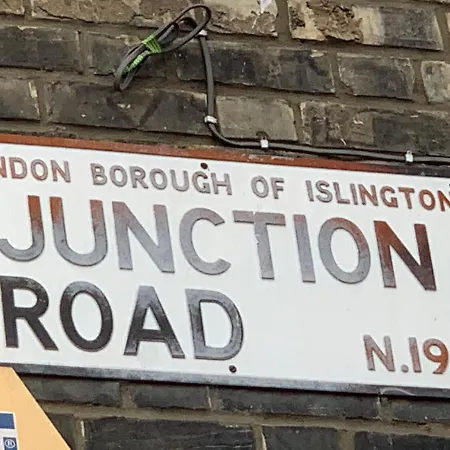 NDON BOROUGH OF ISLINGTON
JUNCTION
ROAD
N.19